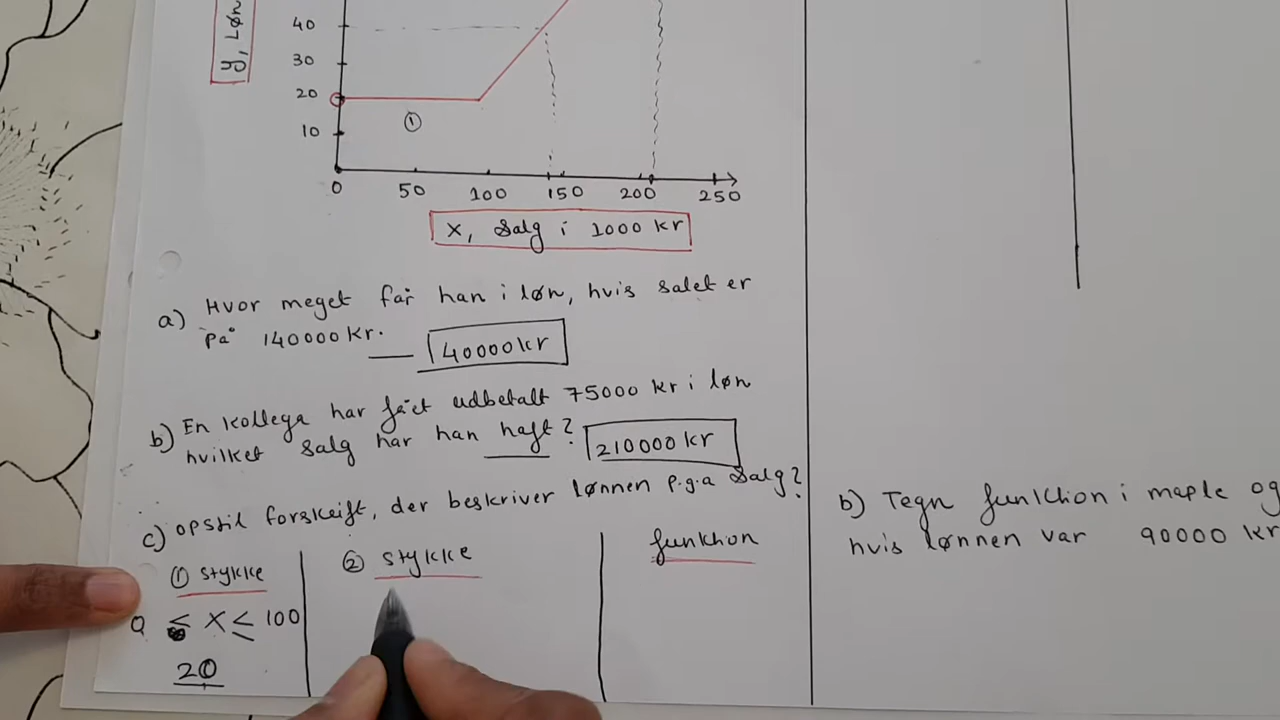 y, Løn
40
30
20
10
①
0 50 100 150 200 250
x, Salg i 1000 kr
a) Hvor meget får han i løn, hvis salet er
på 140000 kr. 40000 kr
b) En kollega har fået udbetalt 75000 kr i løn
hvilket salg har han haft? 210000 kr
c) opstil forskrift, der beskriver lønnen p.g.a salg?
① stykke
0 ≤ x ≤ 100
20
② stykke
funktion
b) Tegn funktion i maple og
hvis lønnen var 90000 kr